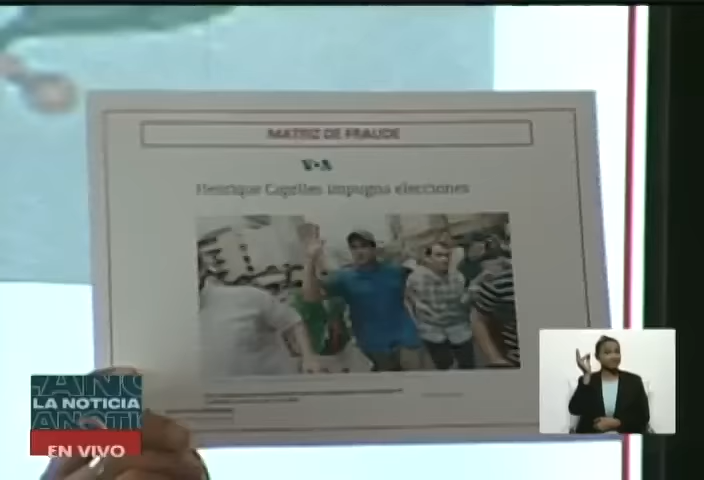 MATRIZ DE FRAUDE
VOA
Henrique Capriles impugna elecciones
LA NOTICIA
EN VIVO